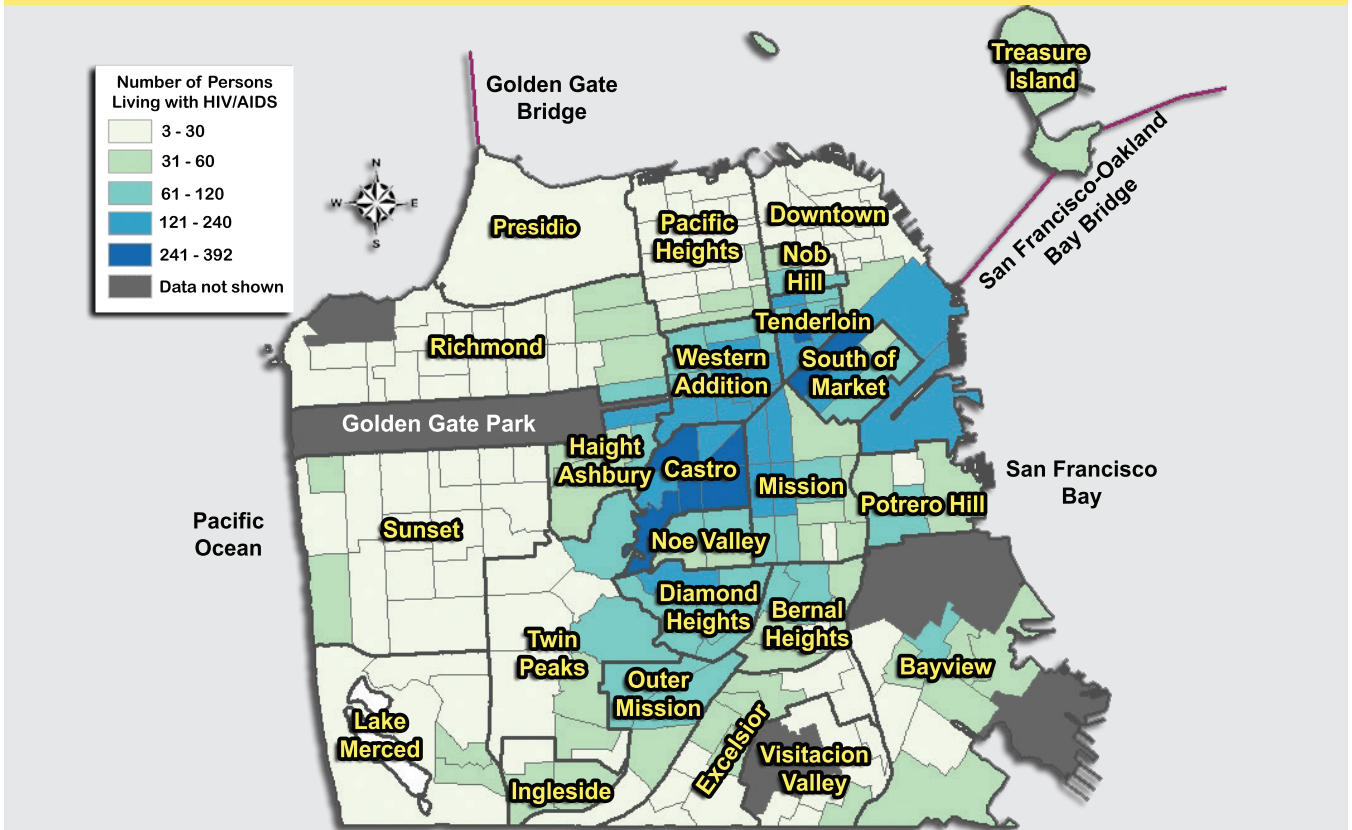 Number of Persons
Living with HIV/AIDS
3 - 30
31 - 60
61 - 120
121 - 240
241 - 392
Data not shown
N
W
E
S
Golden Gate
Bridge
Treasure
Island
San Francisco-Oakland
Bay Bridge
Presidio
Pacific
Heights
Downtown
Nob
Hill
Tenderloin
Richmond
Western
Addition
South of
Market
Golden Gate Park
Haight
Ashbury
Castro
Mission
Potrero Hill
San Francisco
Bay
Pacific
Ocean
Sunset
Noe Valley
Diamond
Heights
Bernal
Heights
Twin
Peaks
Outer
Mission
Bayview
Lake
Merced
Excelsior
Visitacion
Valley
Ingleside